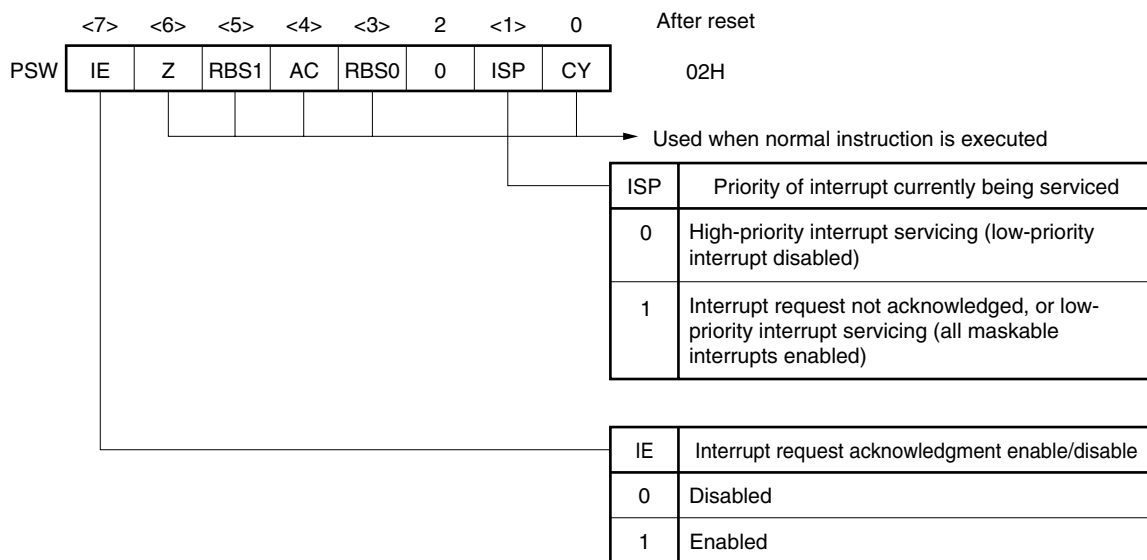 <7> <6> <5> <4> <3> 2 <1> 0 After reset
PSW IE Z RBS1 AC RBS0 0 ISP CY 02H
Used when normal instruction is executed
ISP Priority of interrupt currently being serviced
0 High-priority interrupt servicing (low-priority
interrupt disabled)
1 Interrupt request not acknowledged, or low-
priority interrupt servicing (all maskable
interrupts enabled)
IE Interrupt request acknowledgment enable/disable
0 Disabled
1 Enabled